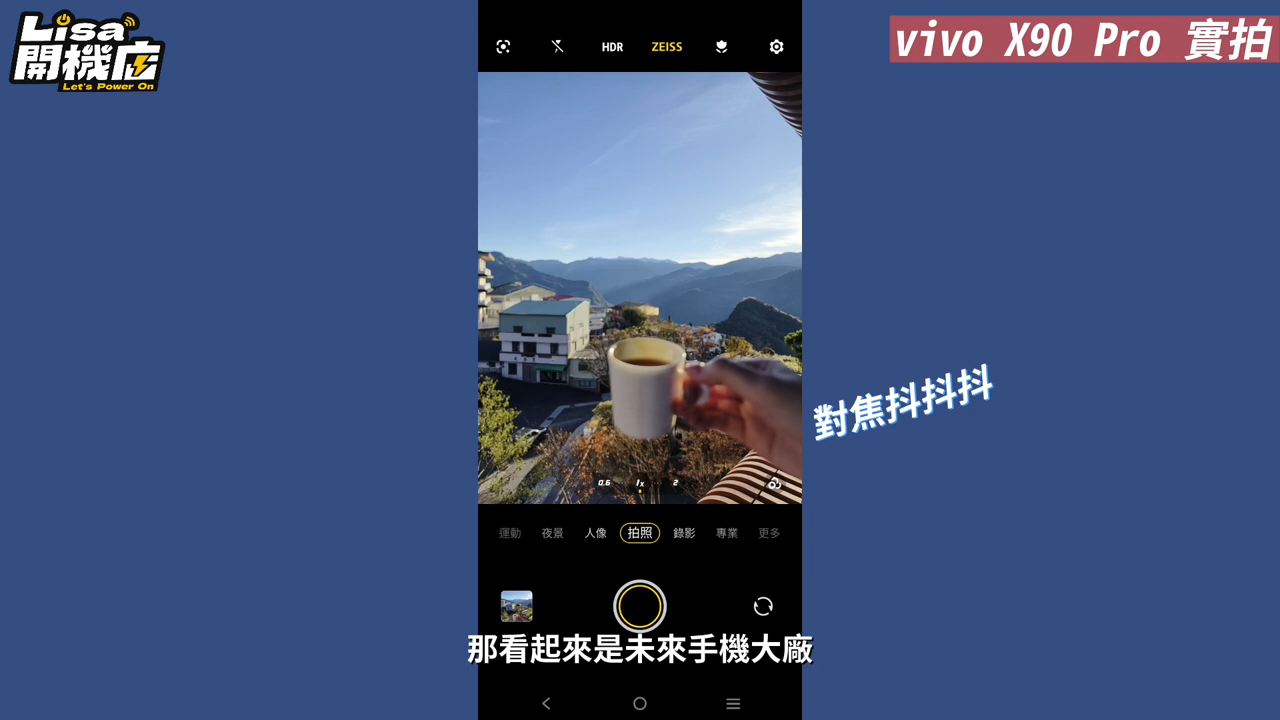 Lisa
開機店
Let's Power On
vivo X90 Pro 實拍
HDR
ZEISS
對焦抖抖抖
0.6 1x 2
運動 夜景 人像 拍照 錄影 專業 更多
那看起來是未來手機大廠